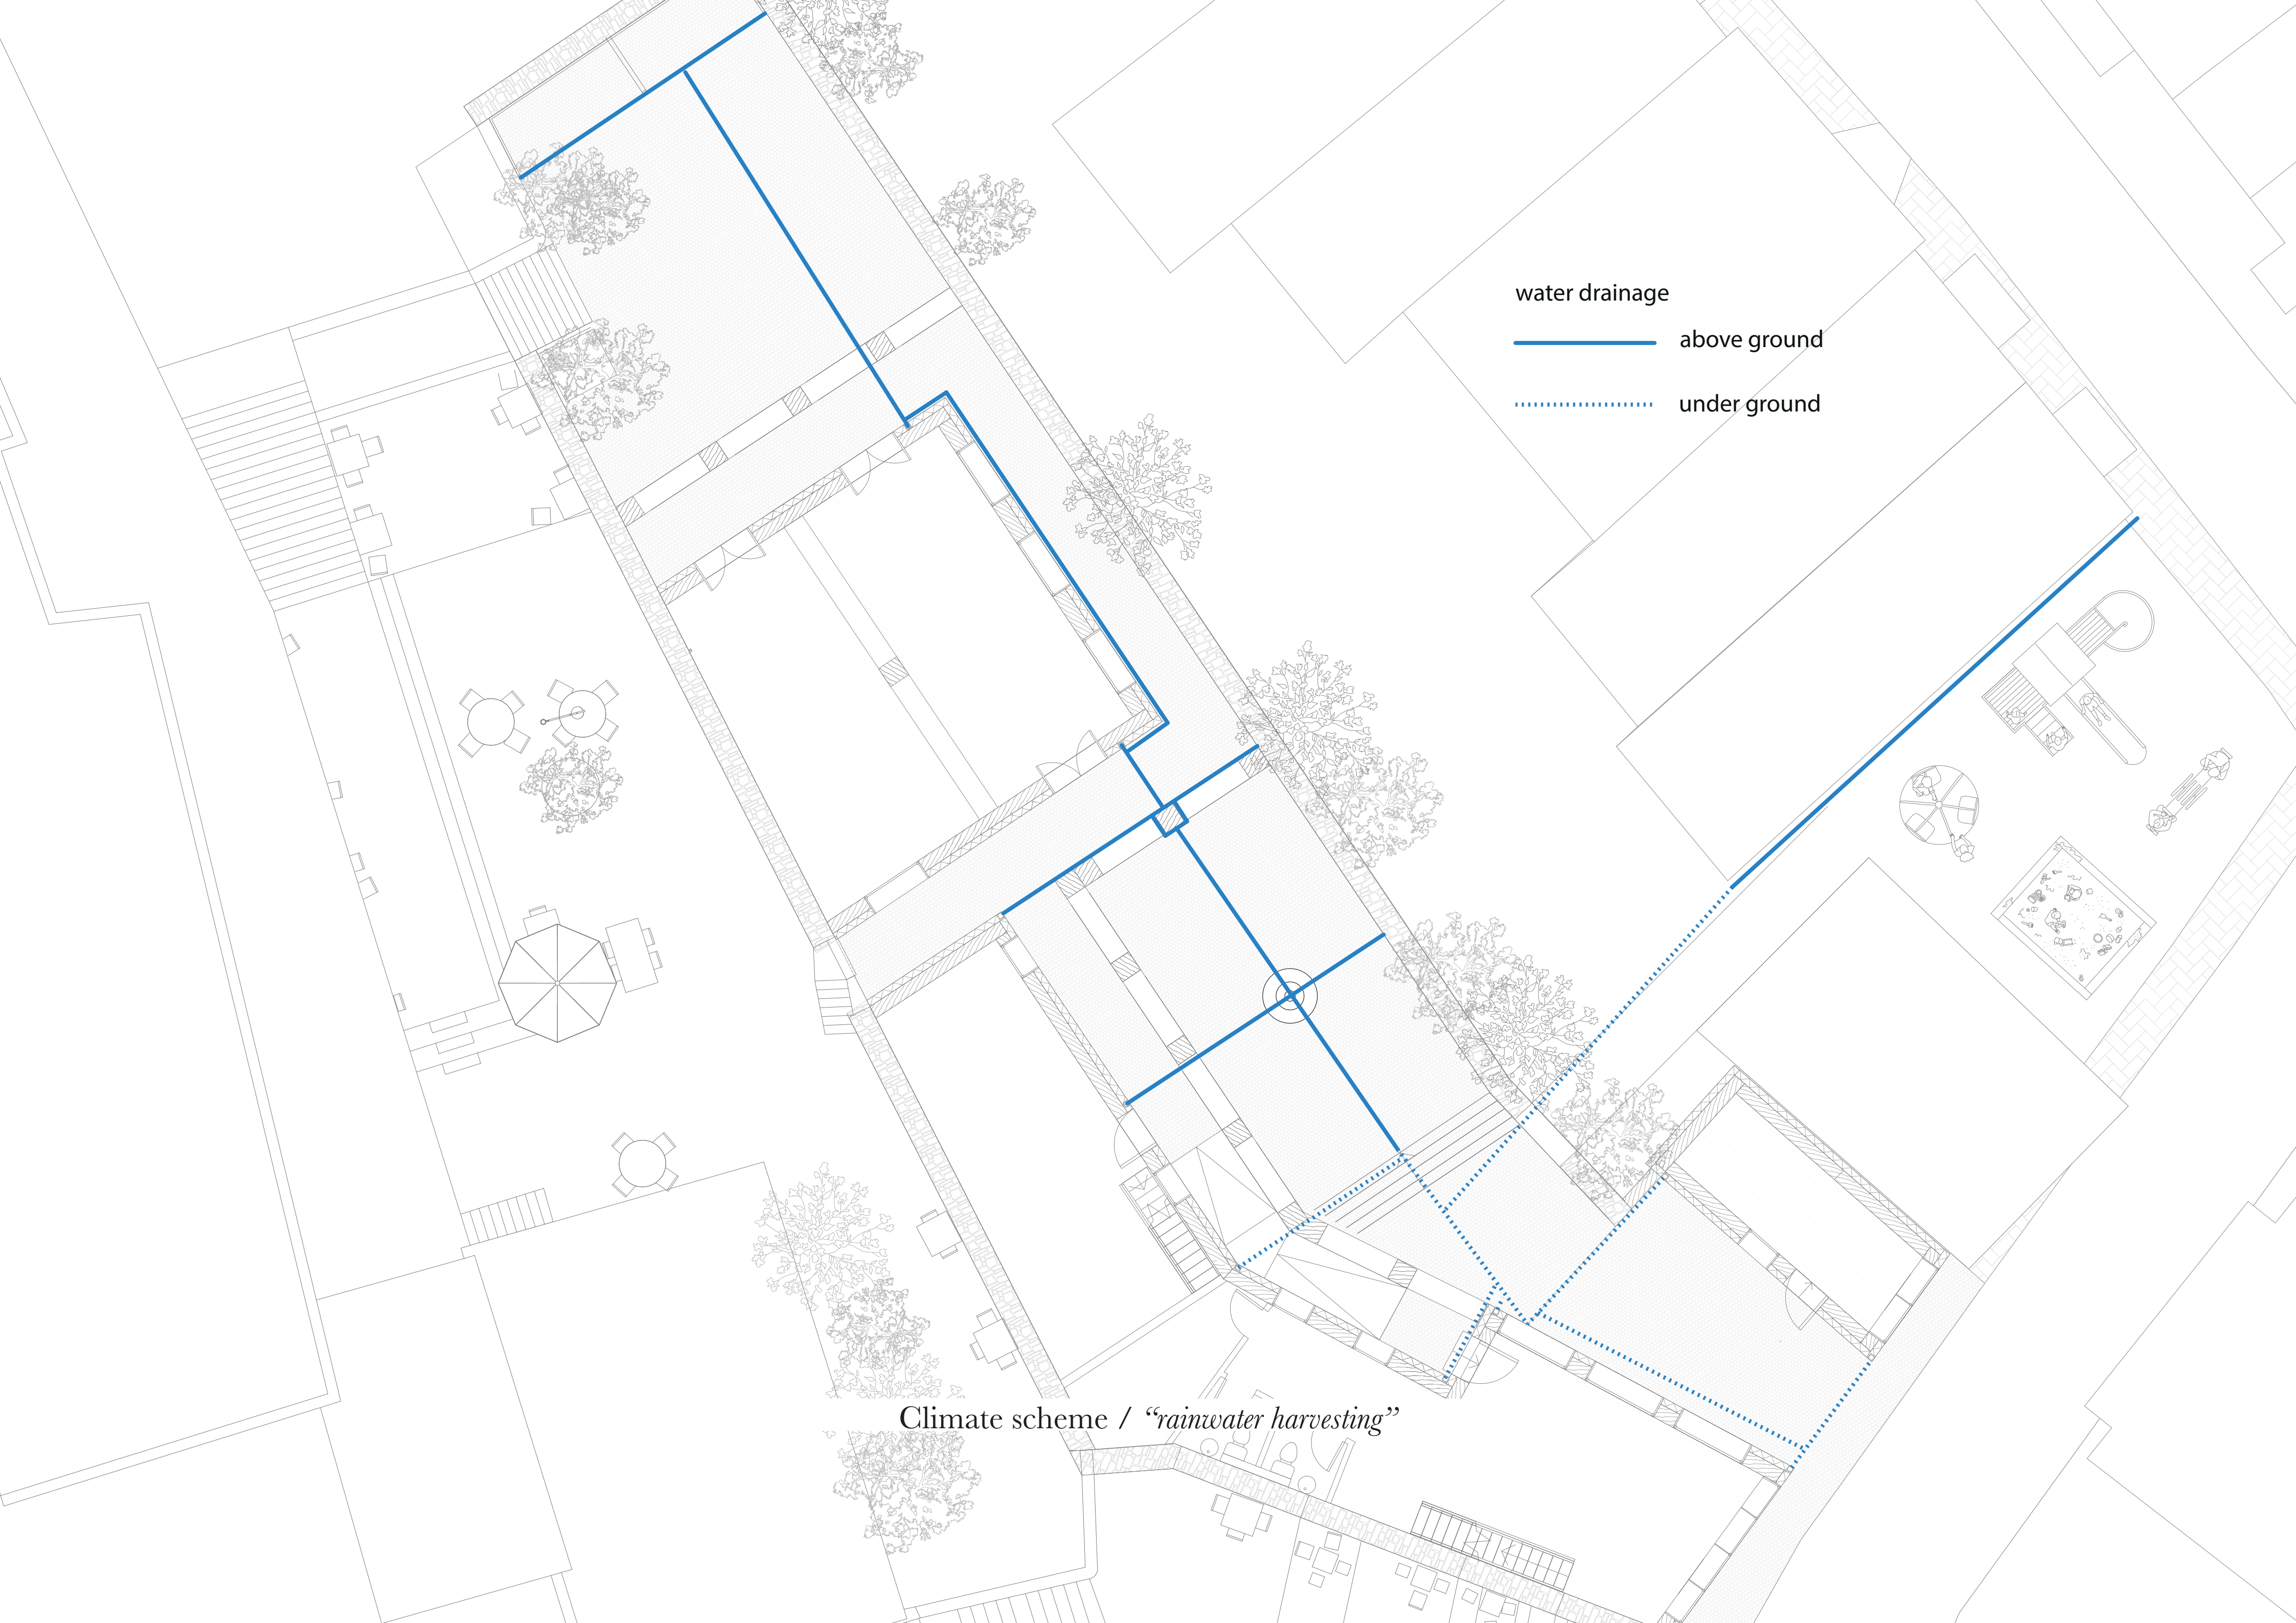 water drainage
above ground
under ground
Climate scheme / “rainwater harvesting”